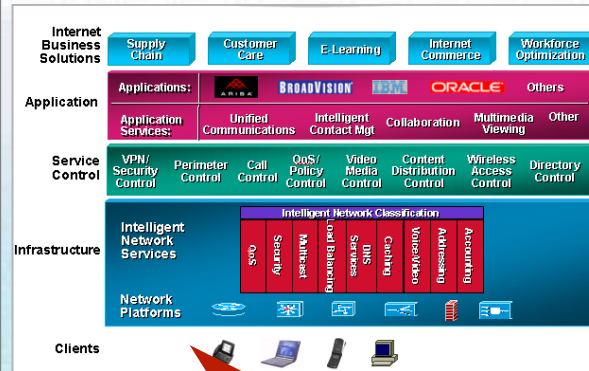 Internet
Business
Solutions
Supply
Chain
Customer
Care
E-Learning
Internet
Commerce
Workforce
Optimization
Application
Applications:
ARIBA
BROADVISION
IBM
ORACLE
Others
Application
Services:
Unified
Communications
Intelligent
Contact Mgt
Collaboration
Multimedia
Viewing
Other
Service
Control
VPN/
Security
Control
Perimeter
Control
Call
Control
QoS/
Policy
Control
Video
Media
Control
Content
Distribution
Control
Wireless
Access
Control
Directory
Control
Infrastructure
Intelligent
Network
Services
Intelligent Network Classification
QoS
Security
Multicast
Load Balancing
DNS
Services
Caching
Voice/Video
Addressing
Accounting
Network
Platforms
Clients